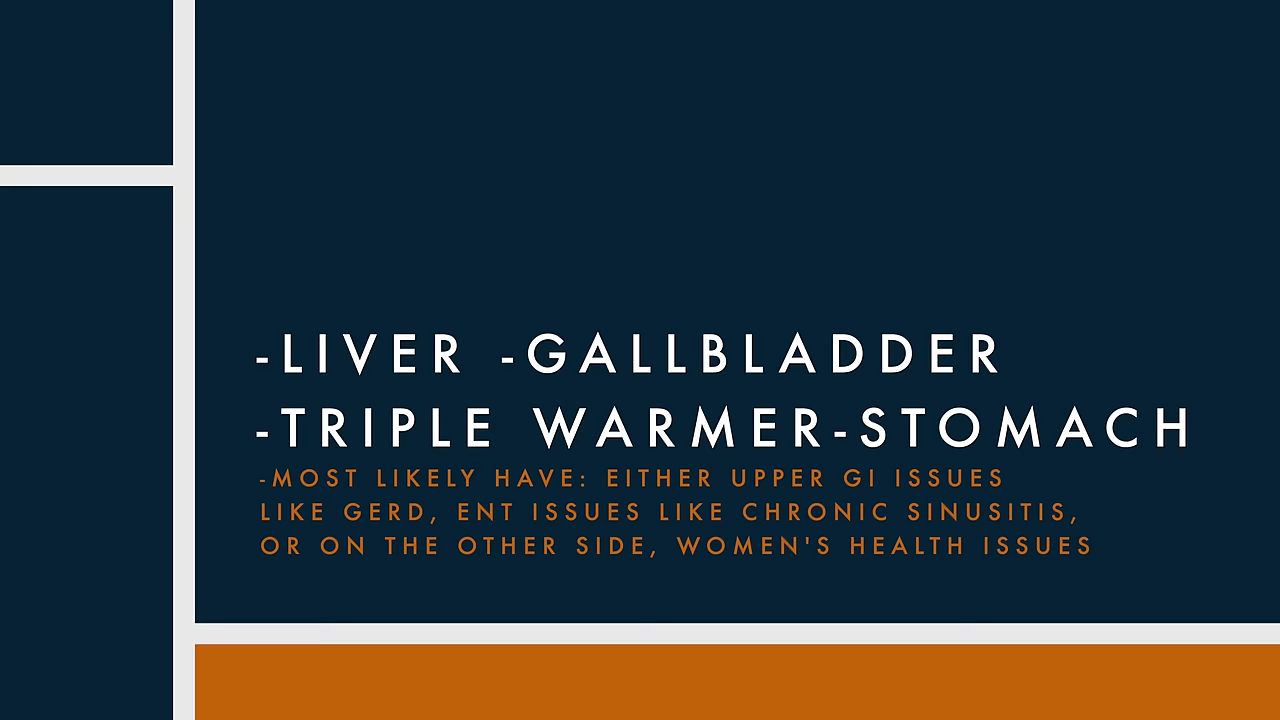 -LIVER -GALLBLADDER
-TRIPLE WARMER-STOMACH
-MOST LIKELY HAVE: EITHER UPPER GI ISSUES
LIKE GERD, ENT ISSUES LIKE CHRONIC SINUSITIS,
OR ON THE OTHER SIDE, WOMEN'S HEALTH ISSUES